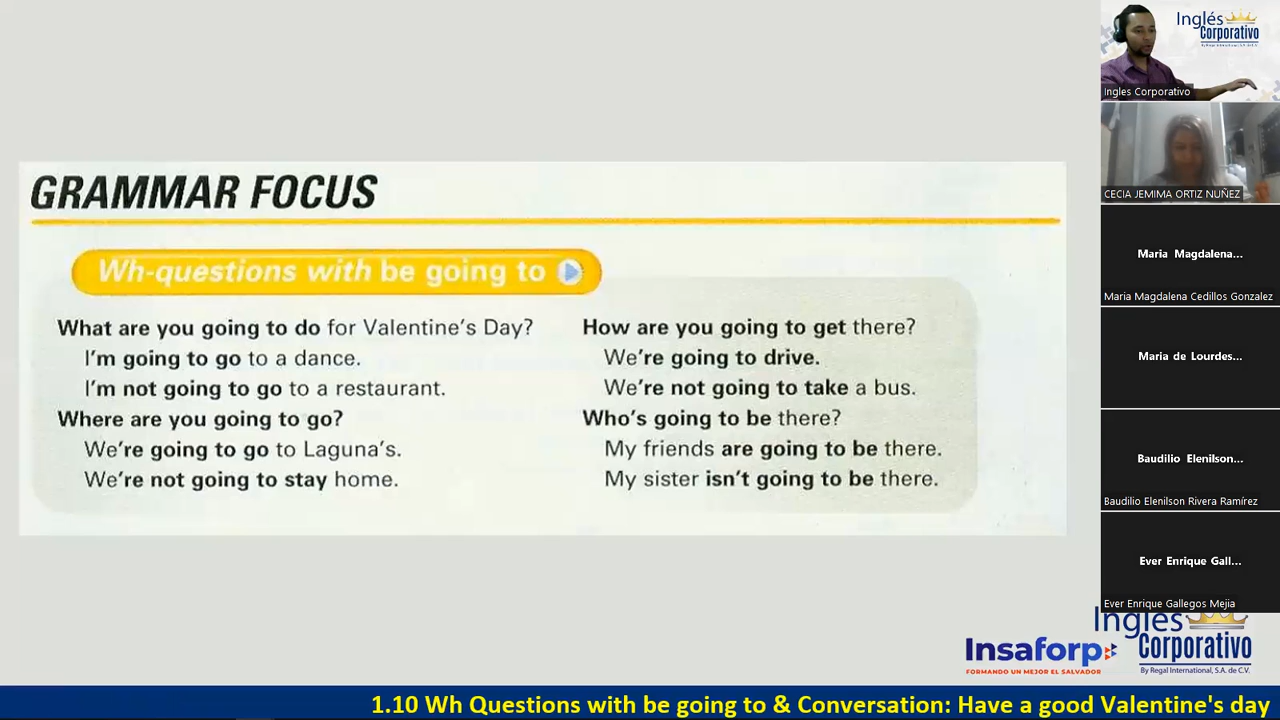 GRAMMAR FOCUS
Wh-questions with be going to
What are you going to do for Valentine's Day?
I'm going to go to a dance.
I'm not going to go to a restaurant.
Where are you going to go?
We're going to go to Laguna's.
We're not going to stay home.
How are you going to get there?
We're going to drive.
We're not going to take a bus.
Who's going to be there?
My friends are going to be there.
My sister isn't going to be there.
Inglés
Corporativo
Ingles Corporativo
CECIA JEMIMA ORTIZ NUÑEZ
Maria Magdalena...
Maria Magdalena Cedillos Gonzalez
Maria de Lourdes...
Baudilio Elenilson...
Baudilio Elenilson Rivera Ramírez
Ever Enrique Gall...
Ever Enrique Gallegos Mejia
Insaforp
FORMANDO UN MEJOR EL SALVADOR
Inglés
Corporativo
By Regal International, S.A. de C.V.
1.10 Wh Questions with be going to & Conversation: Have a good Valentine's day